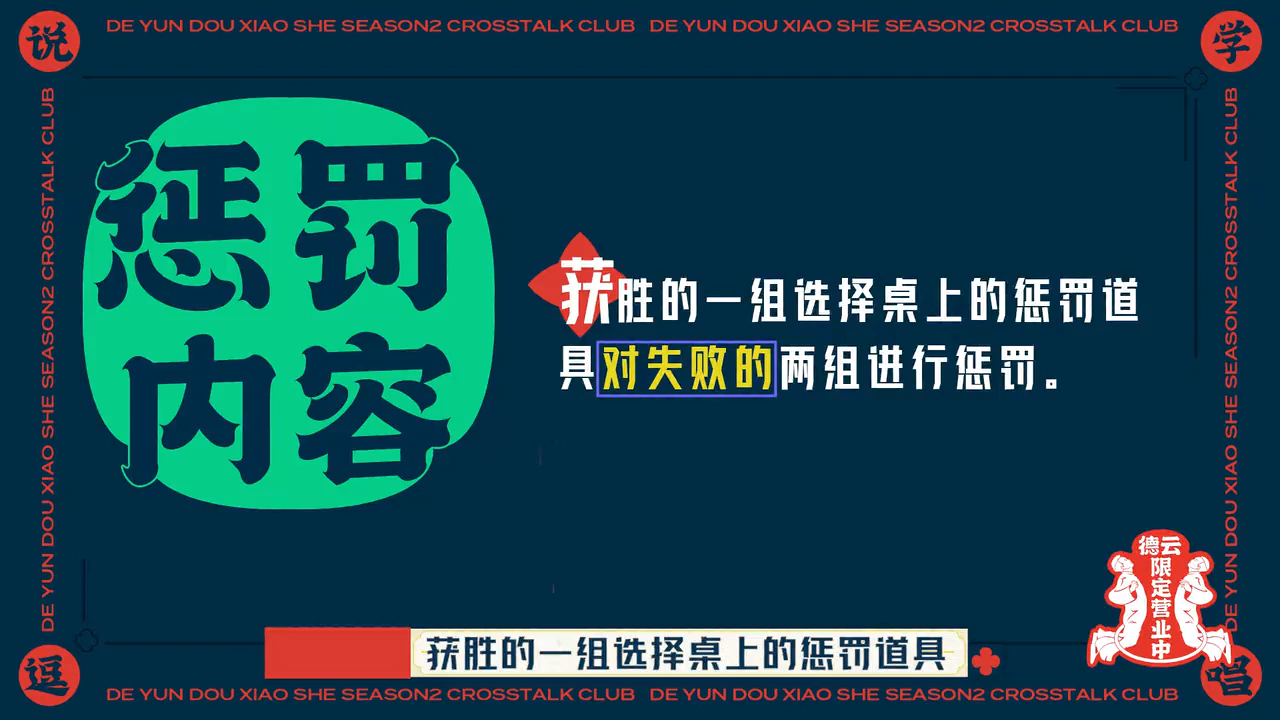 说
DE YUN DOU XIAO SHE SEASON2 CROSSTALK CLUB DE YUN DOU XIAO SHE SEASON2 CROSSTALK CLUB
学
DE YUN DOU XIAO SHE SEASON2 CROSSTALK CLUB
惩罚
内容
获胜的一组选择桌上的惩罚道
具对失败的两组进行惩罚。
DE YUN DOU XIAO SHE SEASON2 CROSSTALK CLUB
德云
限定营业中
获胜的一组选择桌上的惩罚道具
逗
DE YUN DOU XIAO SHE SEASON2 CROSSTALK CLUB DE YUN DOU XIAO SHE SEASON2 CROSSTALK CLUB
唱